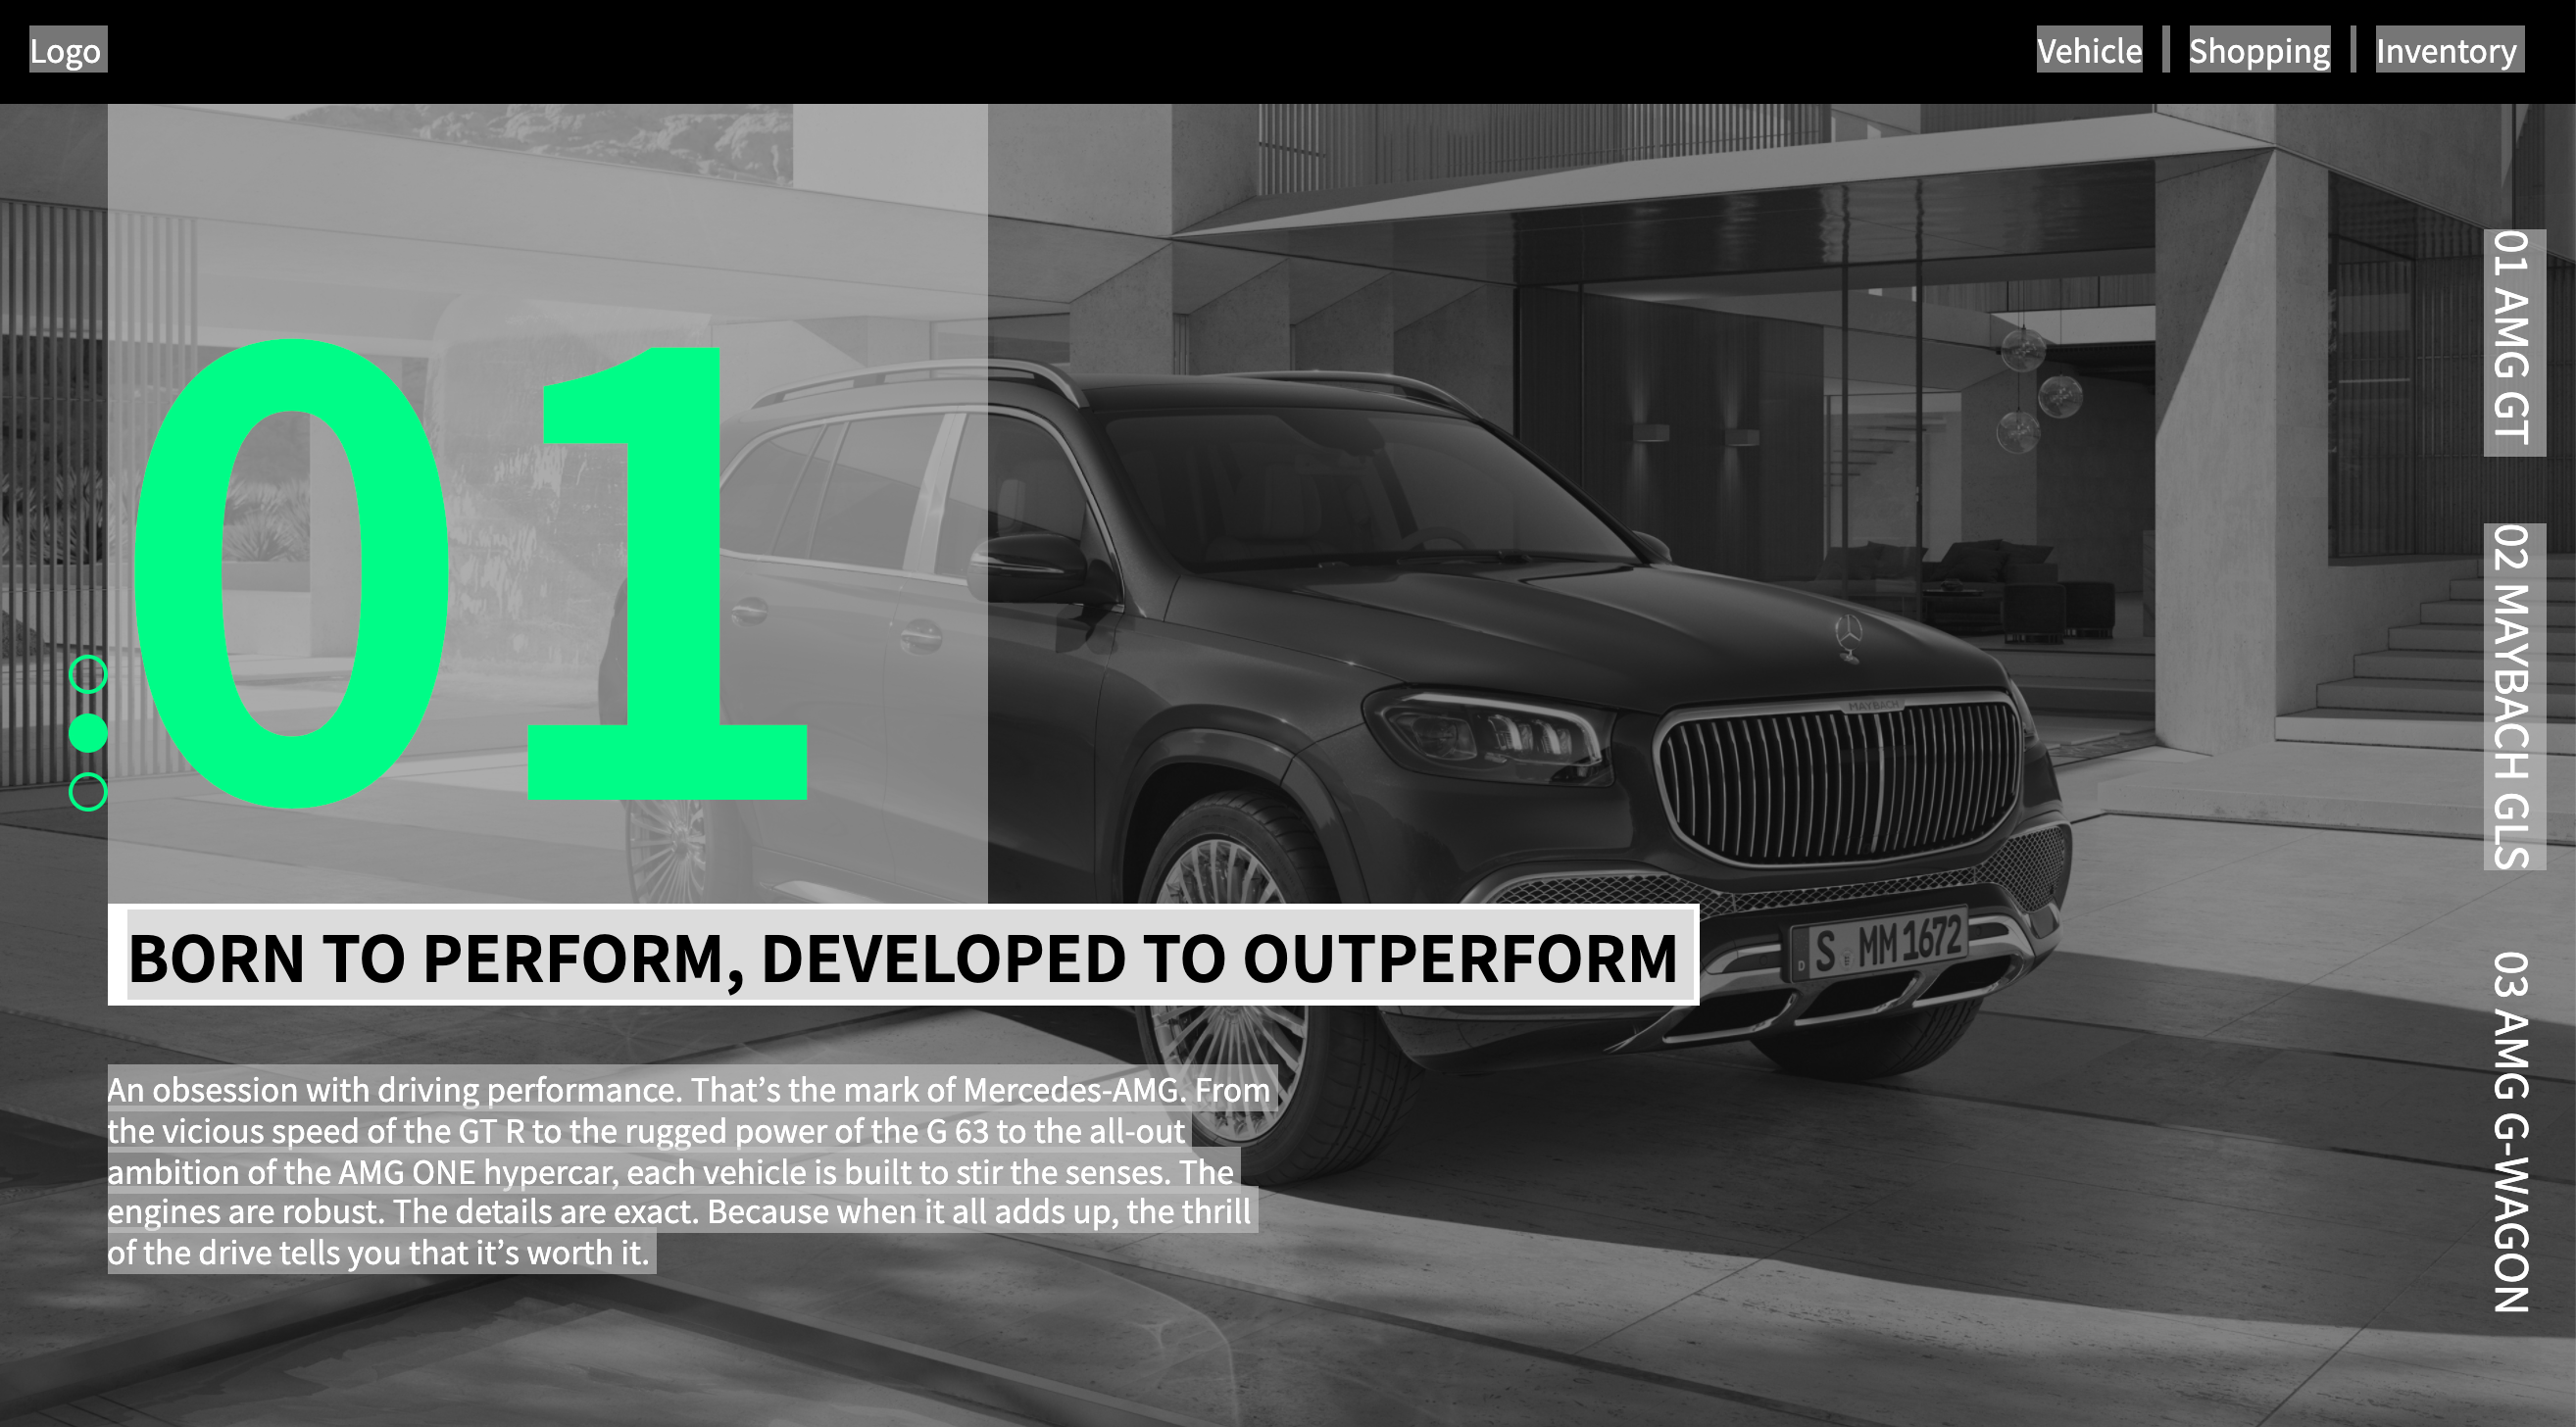 Logo
Vehicle
Shopping
Inventory
01
BORN TO PERFORM, DEVELOPED TO OUTPERFORM
An obsession with driving performance. That’s the mark of Mercedes-AMG. From
the vicious speed of the GT R to the rugged power of the G 63 to the all-out
ambition of the AMG ONE hypercar, each vehicle is built to stir the senses. The
engines are robust. The details are exact. Because when it all adds up, the thrill
of the drive tells you that it’s worth it.
MAYBACH
D S MM 1672
01 AMG GT
02 MAYBACH GLS
03 AMG G-WAGON